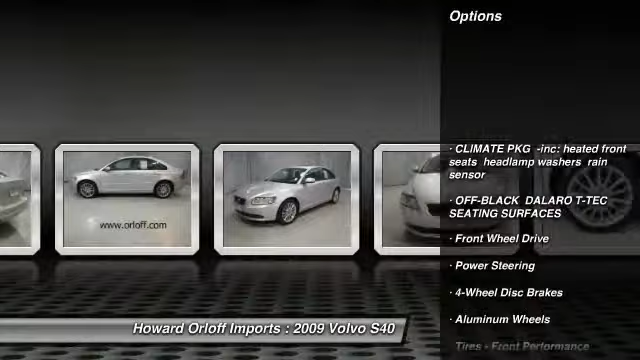 Options
· CLIMATE PKG -inc: heated front
seats headlamp washers rain
sensor
· OFF-BLACK DALARO T-TEC
SEATING SURFACES
· Front Wheel Drive
· Power Steering
· 4-Wheel Disc Brakes
· Aluminum Wheels
Tires - Front Performance
www.orloff.com
Howard Orloff Imports : 2009 Volvo S40